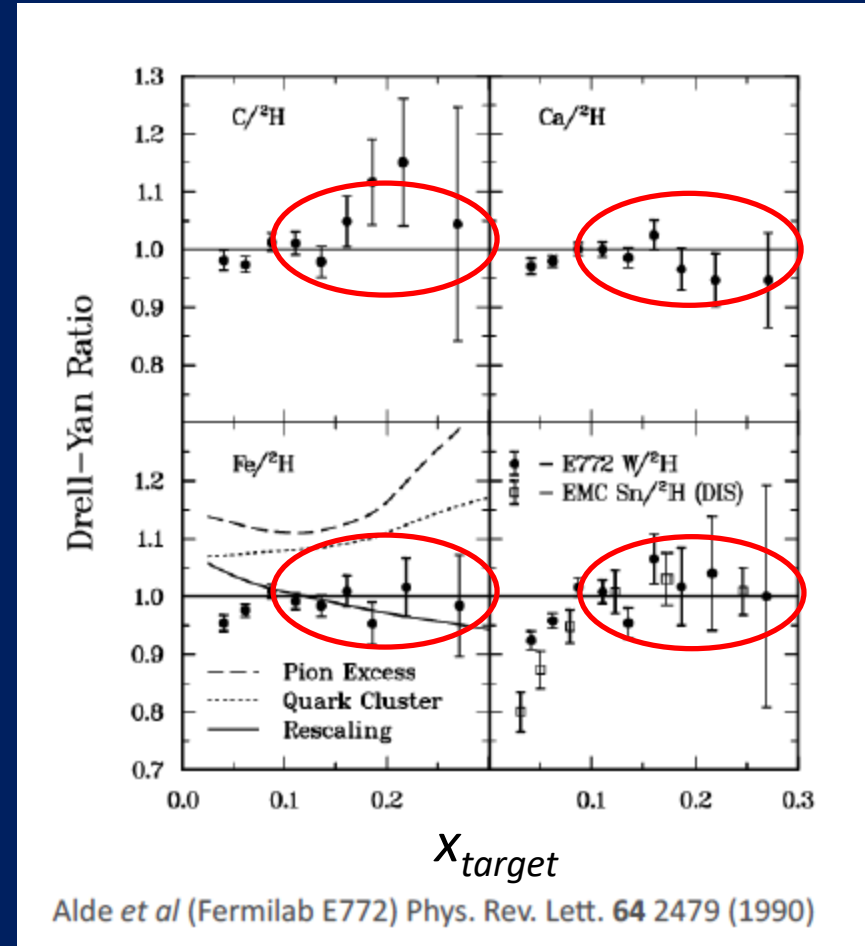 1.3
1.2
1.1
1.0
0.9
0.8
C/²H
Ca/²H
Drell–Yan Ratio
1.2
1.1
1.0
0.9
0.8
0.7
Fe/²H
– – – Pion Excess
······· Quark Cluster
—— Rescaling
– E772 W/²H
– EMC Sn/²H (DIS)
0.0 0.1 0.2 0.1 0.2 0.3
x_target
Alde et al (Fermilab E772) Phys. Rev. Lett. 64 2479 (1990)